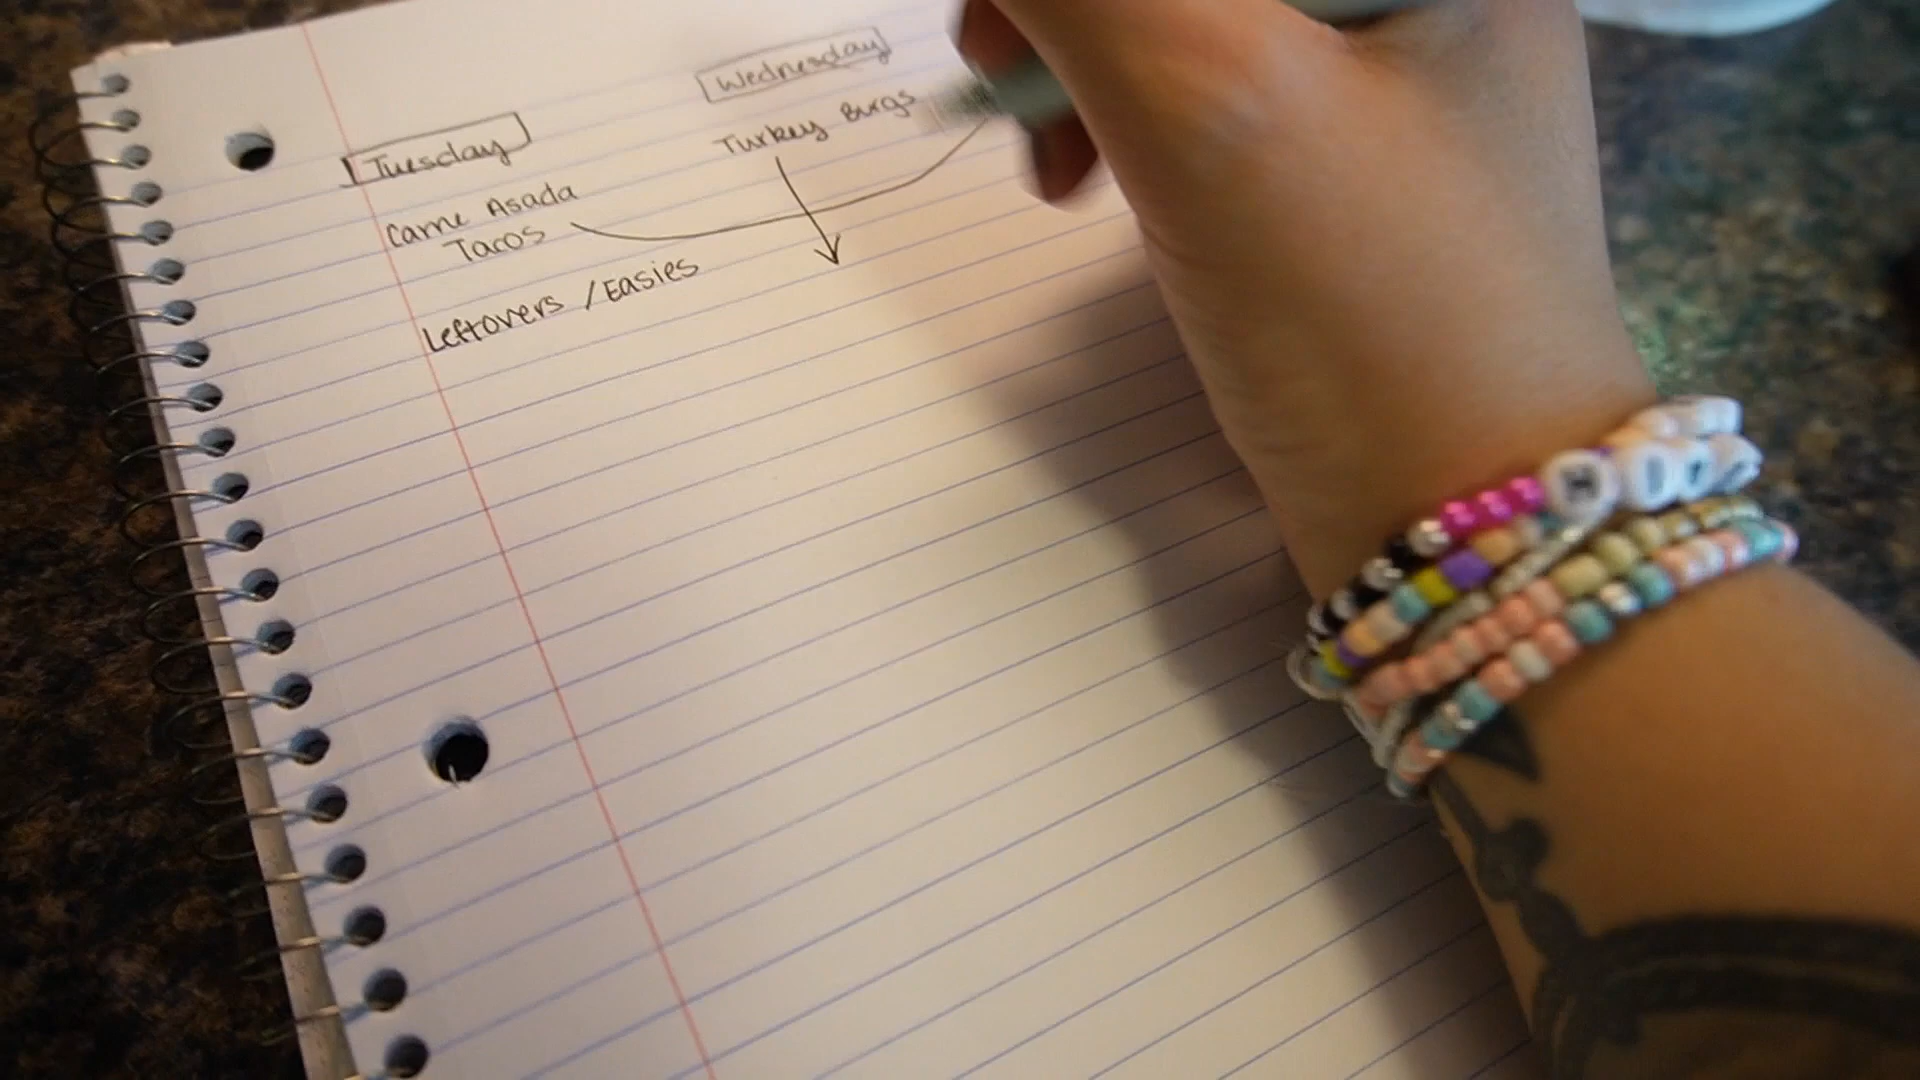 Tuesday
Carne Asada
Tacos
Leftovers / Easies
Wednesday
Turkey Burgs